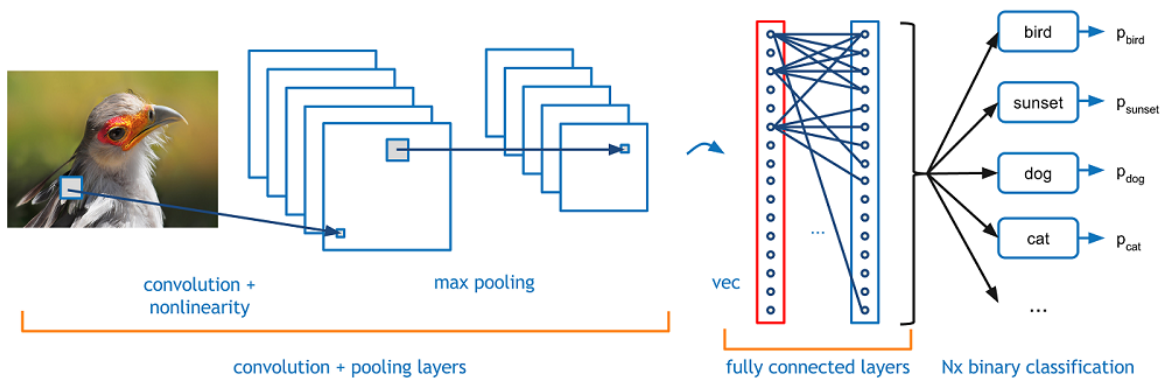 convolution +
nonlinearity
max pooling
convolution + pooling layers
vec
...
fully connected layers
bird
p_bird
sunset
p_sunset
dog
p_dog
cat
p_cat
...
Nx binary classification